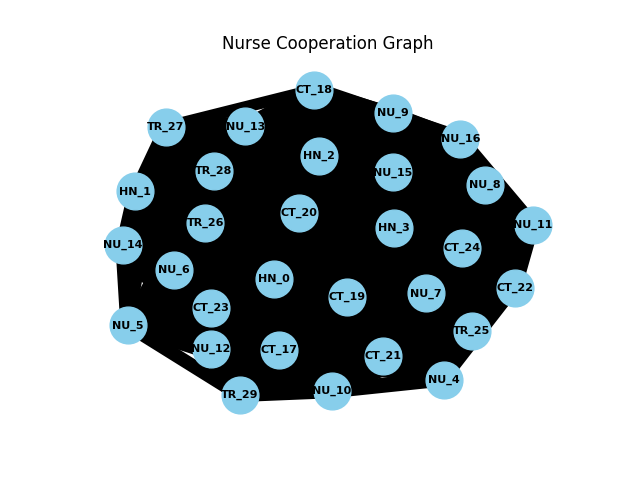 Nurse Cooperation Graph
CT_18
NU_9
TR_27
NU_13
NU_16
HN_2
TR_28
NU_15
NU_8
HN_1
CT_20
TR_26
HN_3
NU_11
NU_14
CT_24
NU_6
HN_0
CT_22
NU_7
CT_19
CT_23
NU_5
TR_25
NU_12
CT_17
CT_21
NU_4
NU_10
TR_29